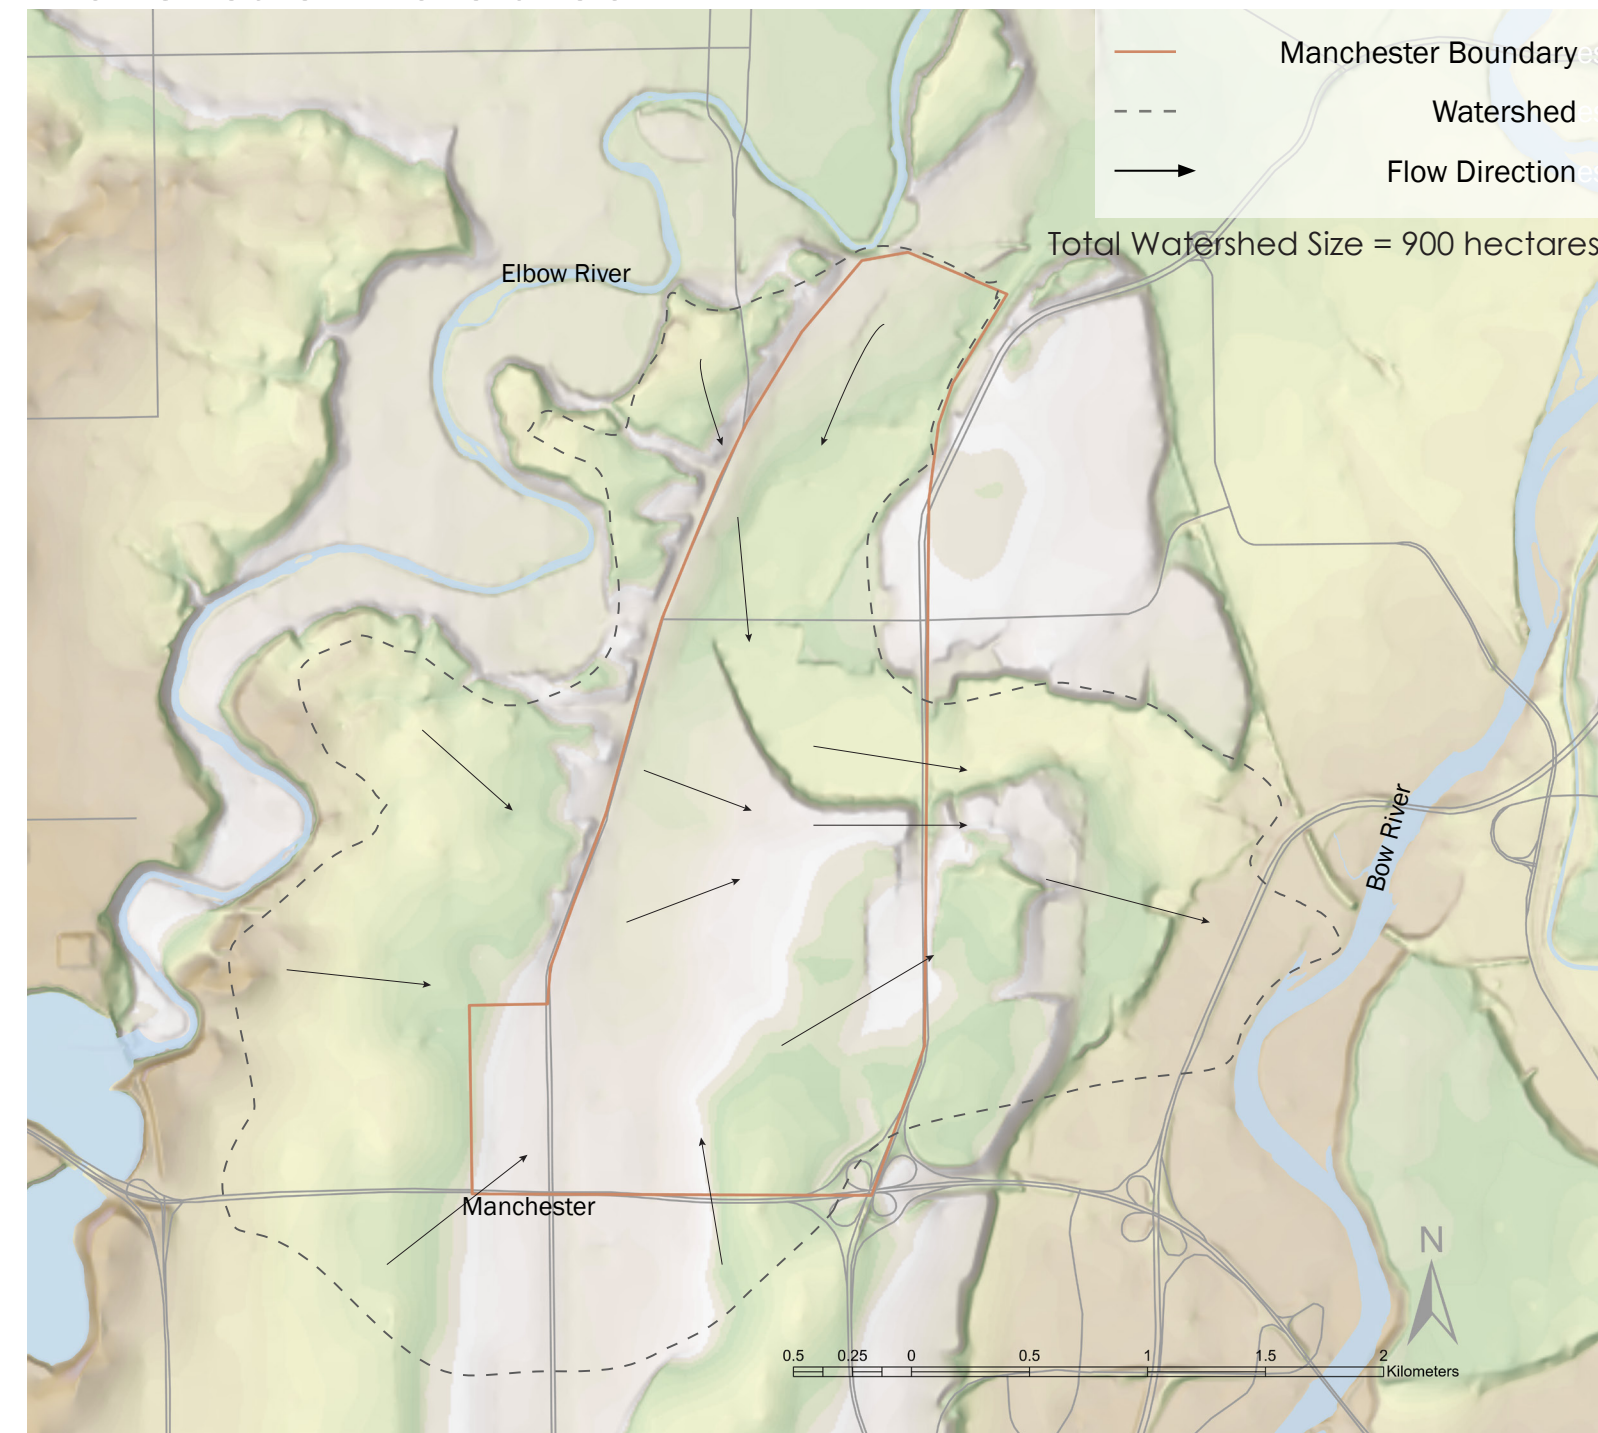 Manchester Boundary
Watershed
Flow Direction
Total Watershed Size = 900 hectares
Elbow River
Bow River
Manchester
N
0.5 0.25 0 0.5 1 1.5 2
Kilometers